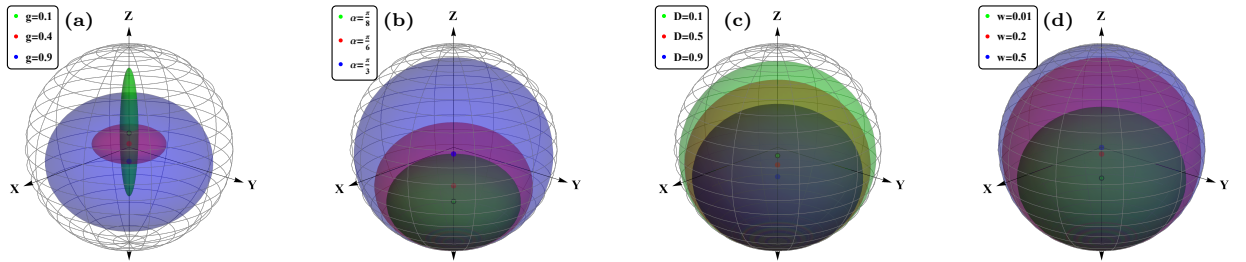 (a)
g=0.1
g=0.4
g=0.9
Z
X
Y
(b)
α=π/8
α=π/6
α=π/3
Z
X
Y
(c)
D=0.1
D=0.5
D=0.9
Z
X
Y
(d)
w=0.01
w=0.2
w=0.5
Z
X
Y